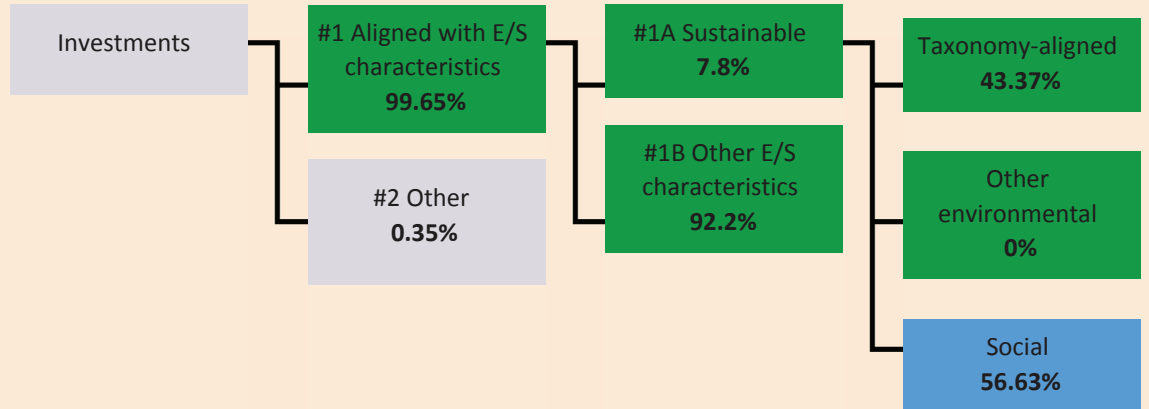 Investments
#1 Aligned with E/S
characteristics
99.65%
#2 Other
0.35%
#1A Sustainable
7.8%
#1B Other E/S
characteristics
92.2%
Taxonomy-aligned
43.37%
Other
environmental
0%
Social
56.63%